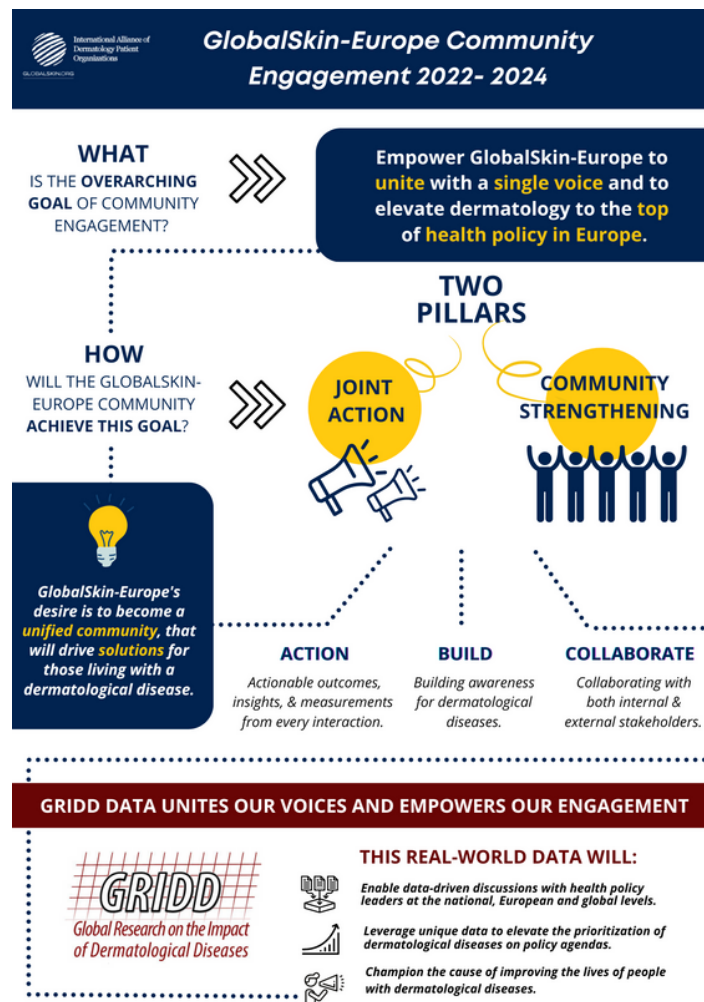 International Alliance of
Dermatology Patient
Organizations
GLOBALSKIN.ORG
GlobalSkin-Europe Community
Engagement 2022- 2024
WHAT
IS THE OVERARCHING
GOAL OF COMMUNITY
ENGAGEMENT?
Empower GlobalSkin-Europe to
unite with a single voice and to
elevate dermatology to the top
of health policy in Europe.
TWO
PILLARS
HOW
WILL THE GLOBALSKIN-
EUROPE COMMUNITY
ACHIEVE THIS GOAL?
JOINT
ACTION
COMMUNITY
STRENGTHENING
GlobalSkin-Europe's
desire is to become a
unified community, that
will drive solutions for
those living with a
dermatological disease.
ACTION
Actionable outcomes,
insights, & measurements
from every interaction.
BUILD
Building awareness
for dermatological
diseases.
COLLABORATE
Collaborating with
both internal &
external stakeholders.
GRIDD DATA UNITES OUR VOICES AND EMPOWERS OUR ENGAGEMENT
GRIDD
Global Research on the Impact
of Dermatological Diseases
THIS REAL-WORLD DATA WILL:
Enable data-driven discussions with health policy
leaders at the national, European and global levels.
Leverage unique data to elevate the prioritization of
dermatological diseases on policy agendas.
Champion the cause of improving the lives of people
with dermatological diseases.